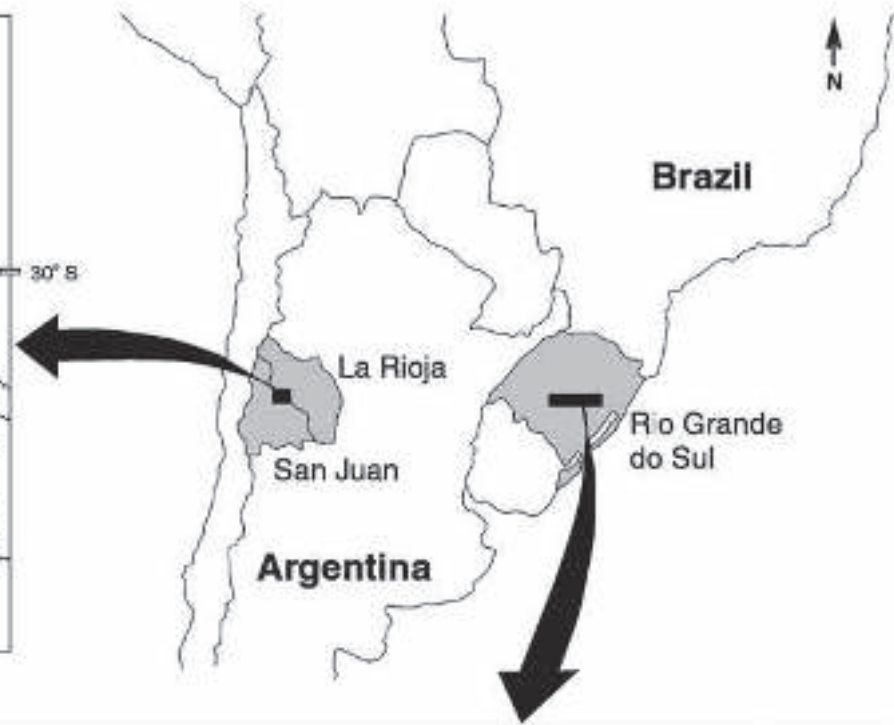 N
Brazil
30° S
La Rioja
Rio Grande
do Sul
San Juan
Argentina